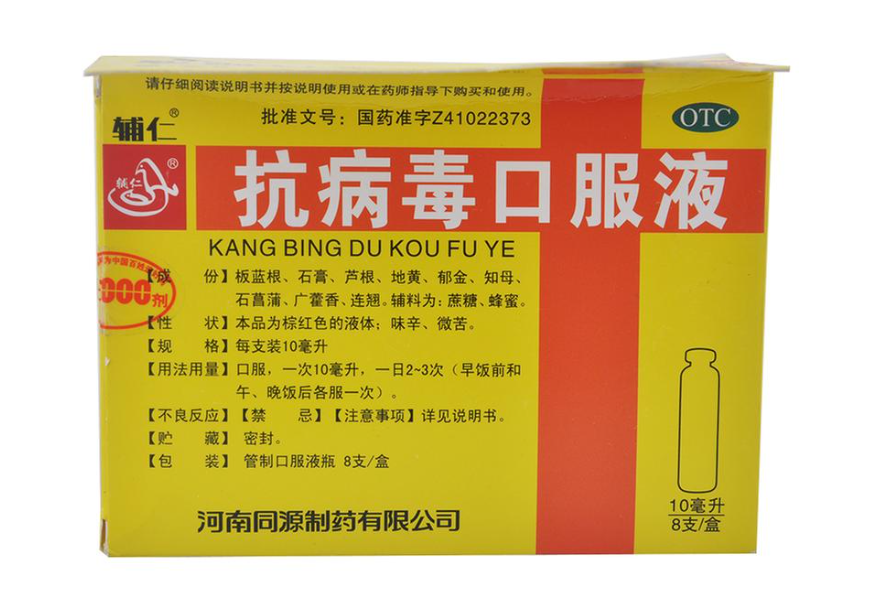 请仔细阅读说明书并按说明使用或在药师指导下购买和使用。
批准文号：国药准字Z41022373
OTC
辅仁®
辅仁®
抗病毒口服液
KANG BING DU KOU FU YE
【成 份】板蓝根、石膏、芦根、地黄、郁金、知母、
石菖蒲、广藿香、连翘。辅料为：蔗糖、蜂蜜。
000剂
【性 状】本品为棕红色的液体；味辛、微苦。
【规 格】每支装10毫升
【用法用量】口服，一次10毫升，一日2~3次（早饭前和
午、晚饭后各服一次）。
【不良反应】【禁 忌】【注意事项】详见说明书。
【贮 藏】密封。
【包 装】管制口服液瓶 8支/盒
10毫升
8支/盒
河南同源制药有限公司